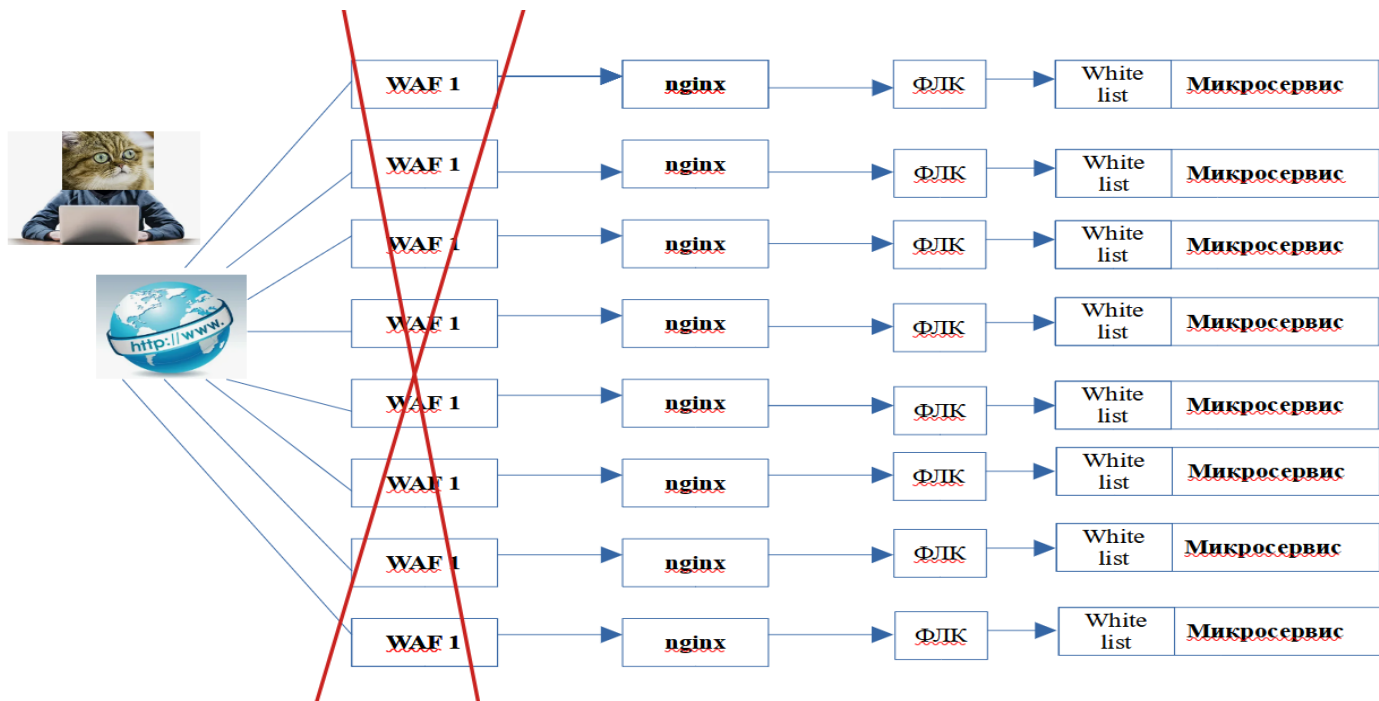 WAF 1
nginx
ФЛК
White
list
Микросервис
WAF 1
nginx
ФЛК
White
list
Микросервис
WAF 1
nginx
ФЛК
White
list
Микросервис
WAF 1
nginx
ФЛК
White
list
Микросервис
http://www.
WAF 1
nginx
ФЛК
White
list
Микросервис
WAF 1
nginx
ФЛК
White
list
Микросервис
WAF 1
nginx
ФЛК
White
list
Микросервис
WAF 1
nginx
ФЛК
White
list
Микросервис